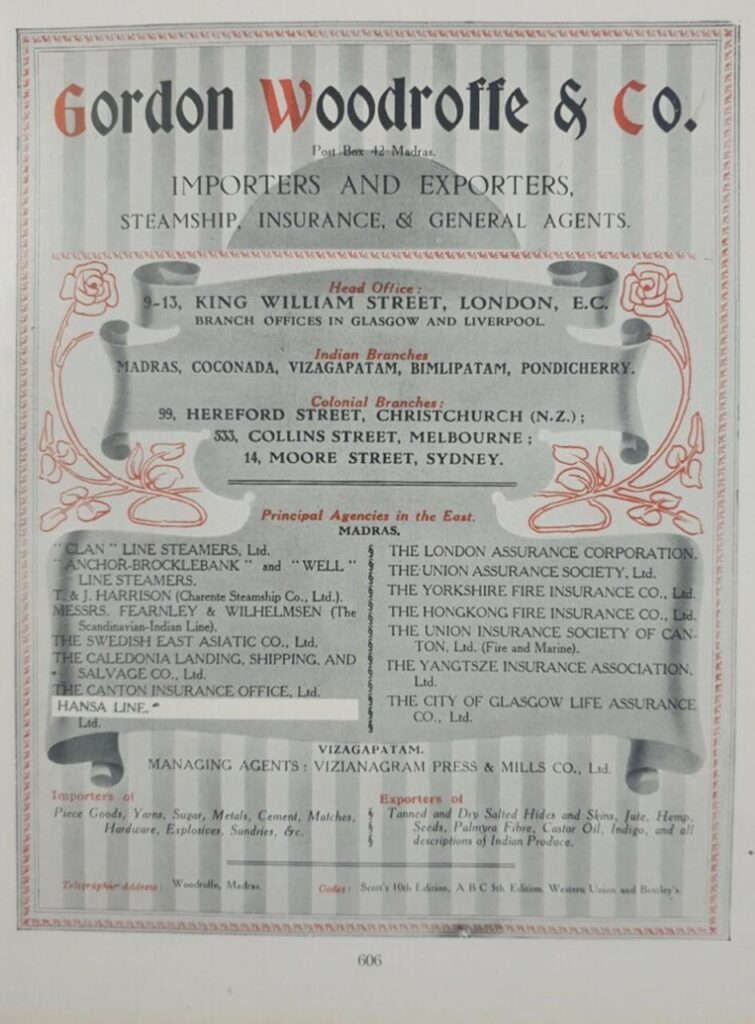 Gordon Woodroffe & Co.
Post Box 42 Madras.
IMPORTERS AND EXPORTERS,
STEAMSHIP, INSURANCE, & GENERAL AGENTS.
Head Office:
9-13, KING WILLIAM STREET, LONDON, E.C.
BRANCH OFFICES IN GLASGOW AND LIVERPOOL.
Indian Branches
MADRAS, COCONADA, VIZAGAPATAM, BIMLIPATAM, PONDICHERRY.
Colonial Branches:
99, HEREFORD STREET, CHRISTCHURCH (N.Z.);
533, COLLINS STREET, MELBOURNE;
14, MOORE STREET, SYDNEY.
Principal Agencies in the East.
MADRAS,
"CLAN" LINE STEAMERS, Ltd.
"ANCHOR-BROCKLEBANK" and "WELL"
LINE STEAMERS.
T. & J. HARRISON (Charente Steamship Co., Ltd.).
MESSRS. FEARNLEY & WILHELMSEN (The
Scandinavian-Indian Line).
THE SWEDISH EAST ASIATIC CO., Ltd.
THE CALEDONIA LANDING, SHIPPING, AND
SALVAGE CO., Ltd.
THE CANTON INSURANCE OFFICE, Ltd.
HANSA LINE.
Ltd.
THE LONDON ASSURANCE CORPORATION.
THE UNION ASSURANCE SOCIETY, Ltd.
THE YORKSHIRE FIRE INSURANCE CO., Ltd.
THE HONGKONG FIRE INSURANCE CO., Ltd.
THE UNION INSURANCE SOCIETY OF CAN-
TON, Ltd. (Fire and Marine).
THE YANGTSZE INSURANCE ASSOCIATION,
Ltd.
THE CITY OF GLASGOW LIFE ASSURANCE
CO., Ltd.
VIZAGAPATAM.
MANAGING AGENTS: VIZIANAGRAM PRESS & MILLS CO., Ltd.
Importers of
Piece Goods, Yarns, Sugar, Metals, Cement, Matches,
Hardware, Explosives, Sundries, &c.
Exporters of
Tanned and Dry Salted Hides and Skins, Jute, Hemp,
Seeds, Palmyra Fibre, Castor Oil, Indigo, and all
descriptions of Indian Produce.
Telegraphic Address: Woodroffe, Madras.
Codes: Scott's 10th Edition, A B C 5th Edition, Western Union and Bentley's.
606